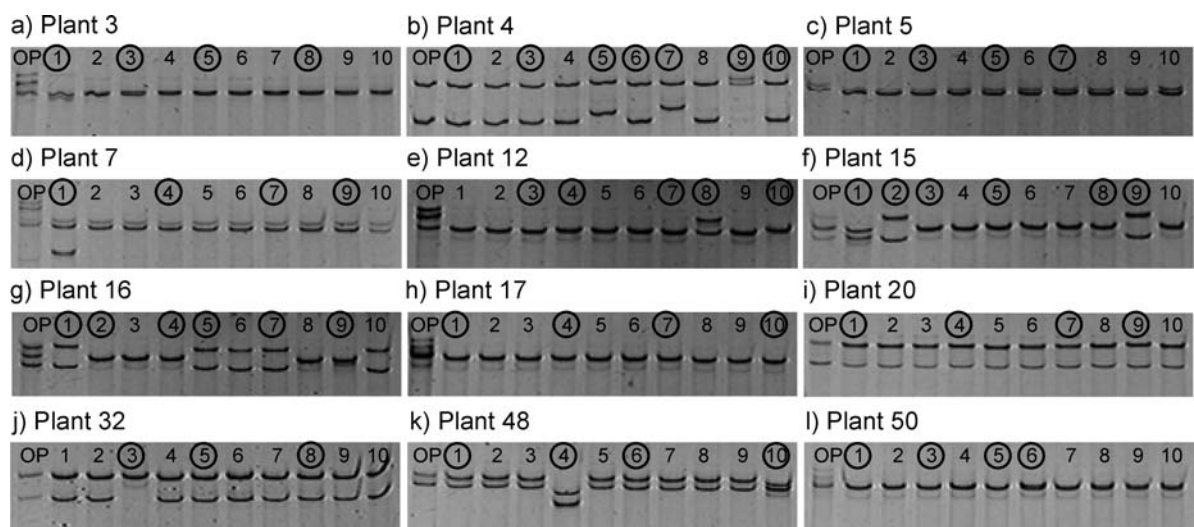 a) Plant 3
OP 1 2 3 4 5 6 7 8 9 10
b) Plant 4
OP 1 2 3 4 5 6 7 8 9 10
c) Plant 5
OP 1 2 3 4 5 6 7 8 9 10
d) Plant 7
OP 1 2 3 4 5 6 7 8 9 10
e) Plant 12
OP 1 2 3 4 5 6 7 8 9 10
f) Plant 15
OP 1 2 3 4 5 6 7 8 9 10
g) Plant 16
OP 1 2 3 4 5 6 7 8 9 10
h) Plant 17
OP 1 2 3 4 5 6 7 8 9 10
i) Plant 20
OP 1 2 3 4 5 6 7 8 9 10
j) Plant 32
OP 1 2 3 4 5 6 7 8 9 10
k) Plant 48
OP 1 2 3 4 5 6 7 8 9 10
l) Plant 50
OP 1 2 3 4 5 6 7 8 9 10